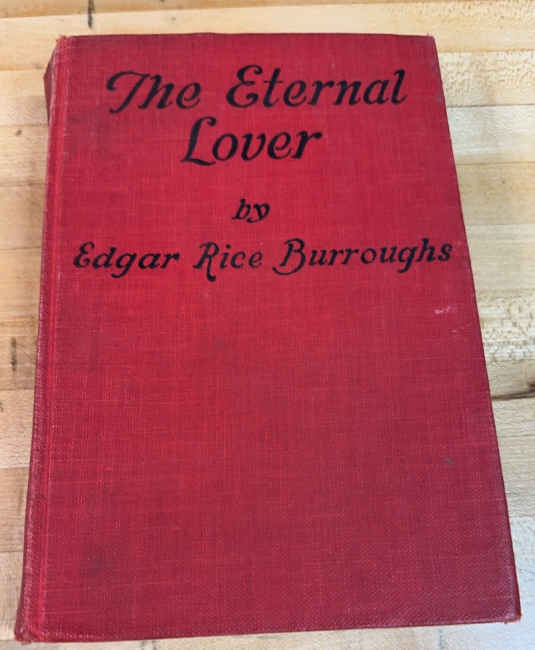 The Eternal
Lover
by
Edgar Rice Burroughs